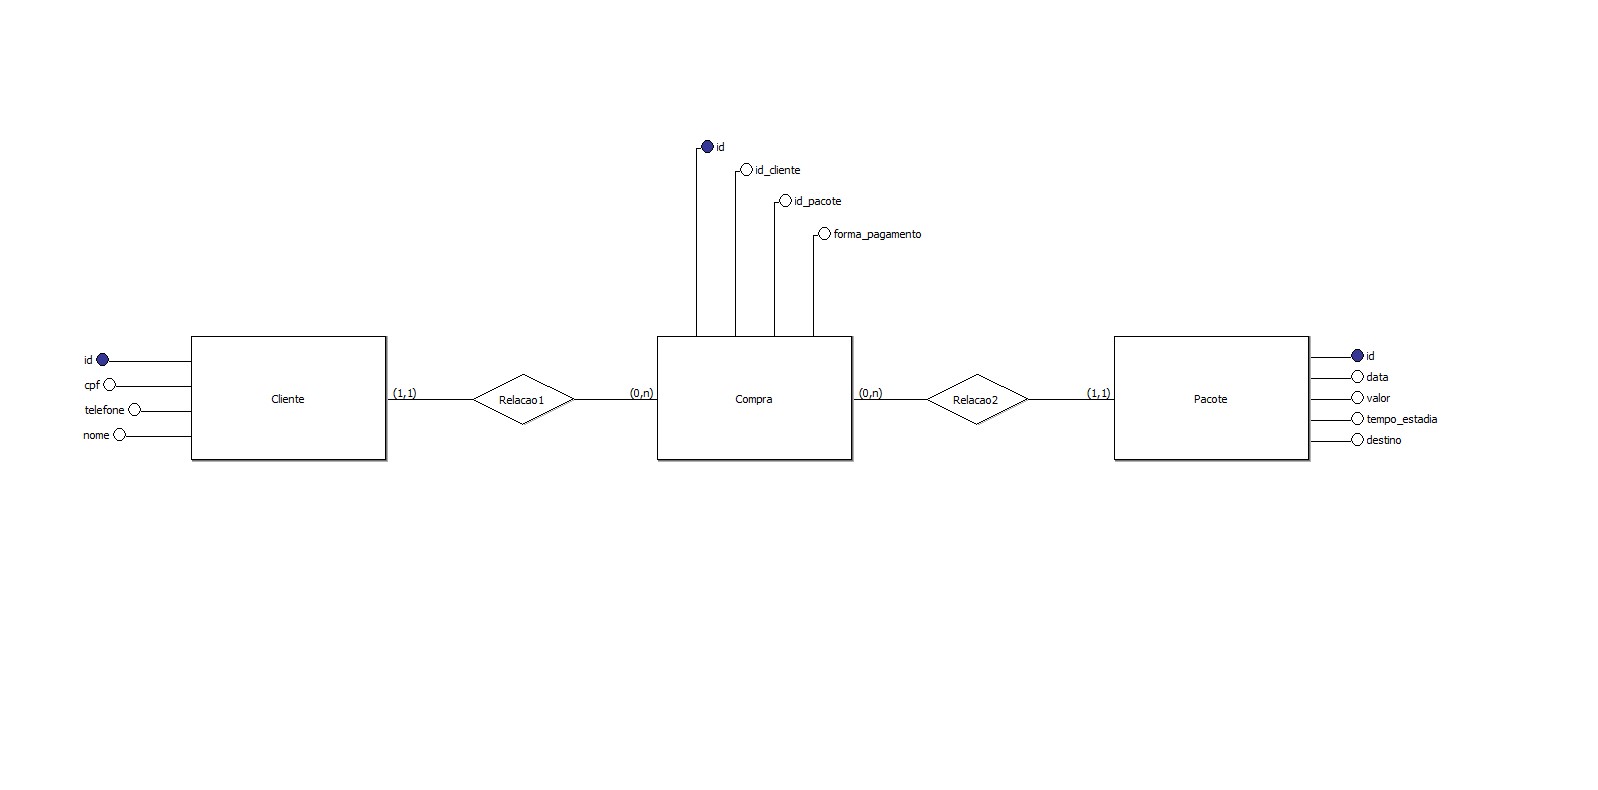 id
id_cliente
id_pacote
forma_pagamento
id
cpf
telefone
nome
Cliente
(1,1)
Relacao1
(0,n)
Compra
(0,n)
Relacao2
(1,1)
Pacote
id
data
valor
tempo_estadia
destino